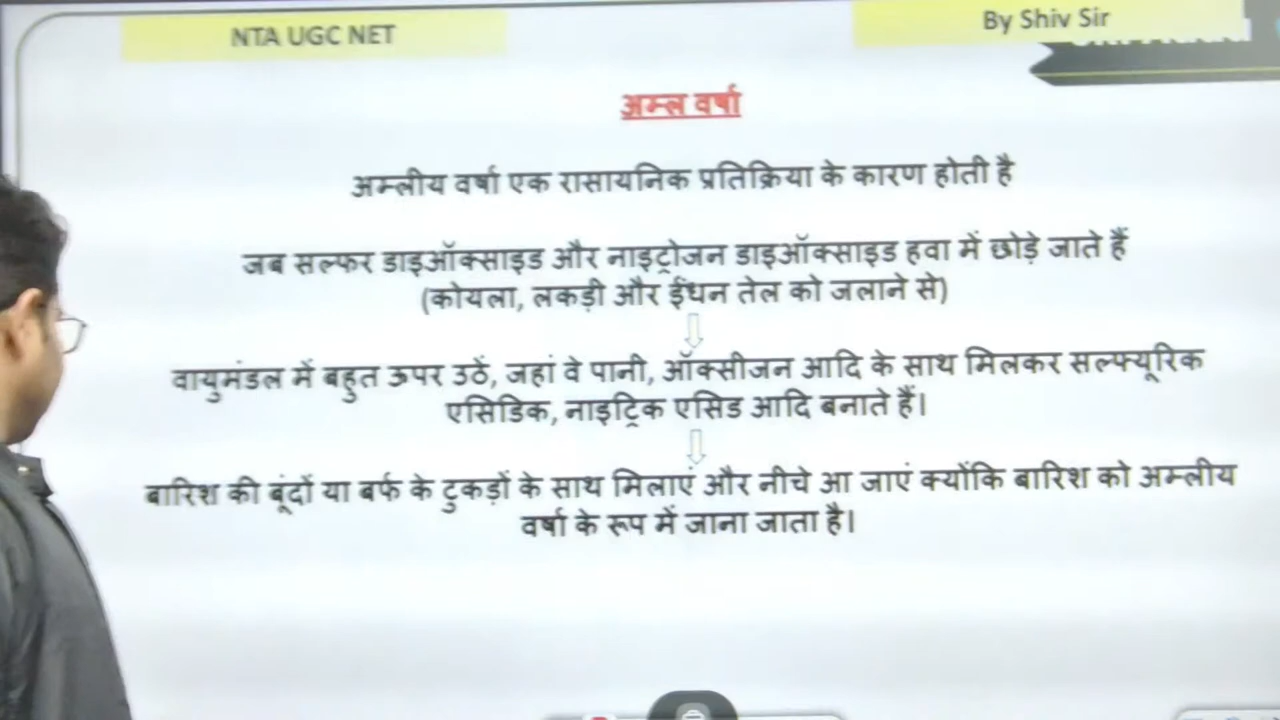 NTA UGC NET
By Shiv Sir
अम्ल वर्षा
अम्लीय वर्षा एक रासायनिक प्रतिक्रिया के कारण होती है
जब सल्फर डाइऑक्साइड और नाइट्रोजन डाइऑक्साइड हवा में छोड़े जाते हैं
(कोयला, लकड़ी और ईंधन तेल को जलाने से)
वायुमंडल में बहुत ऊपर उठें, जहां वे पानी, ऑक्सीजन आदि के साथ मिलकर सल्फ्यूरिक
एसिडिक, नाइट्रिक एसिड आदि बनाते हैं।
बारिश की बूंदों या बर्फ के टुकड़ों के साथ मिलाएं और नीचे आ जाएं क्योंकि बारिश को अम्लीय
वर्षा के रूप में जाना जाता है।